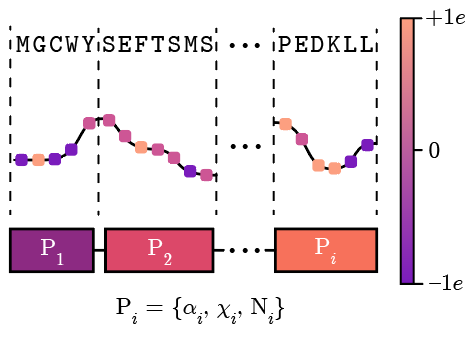 MGCWY SEFTSMS ... PEDKLL
+1e
...
0
P1 P2 ... Pi
−1e
Pi = {αi, χi, Ni}